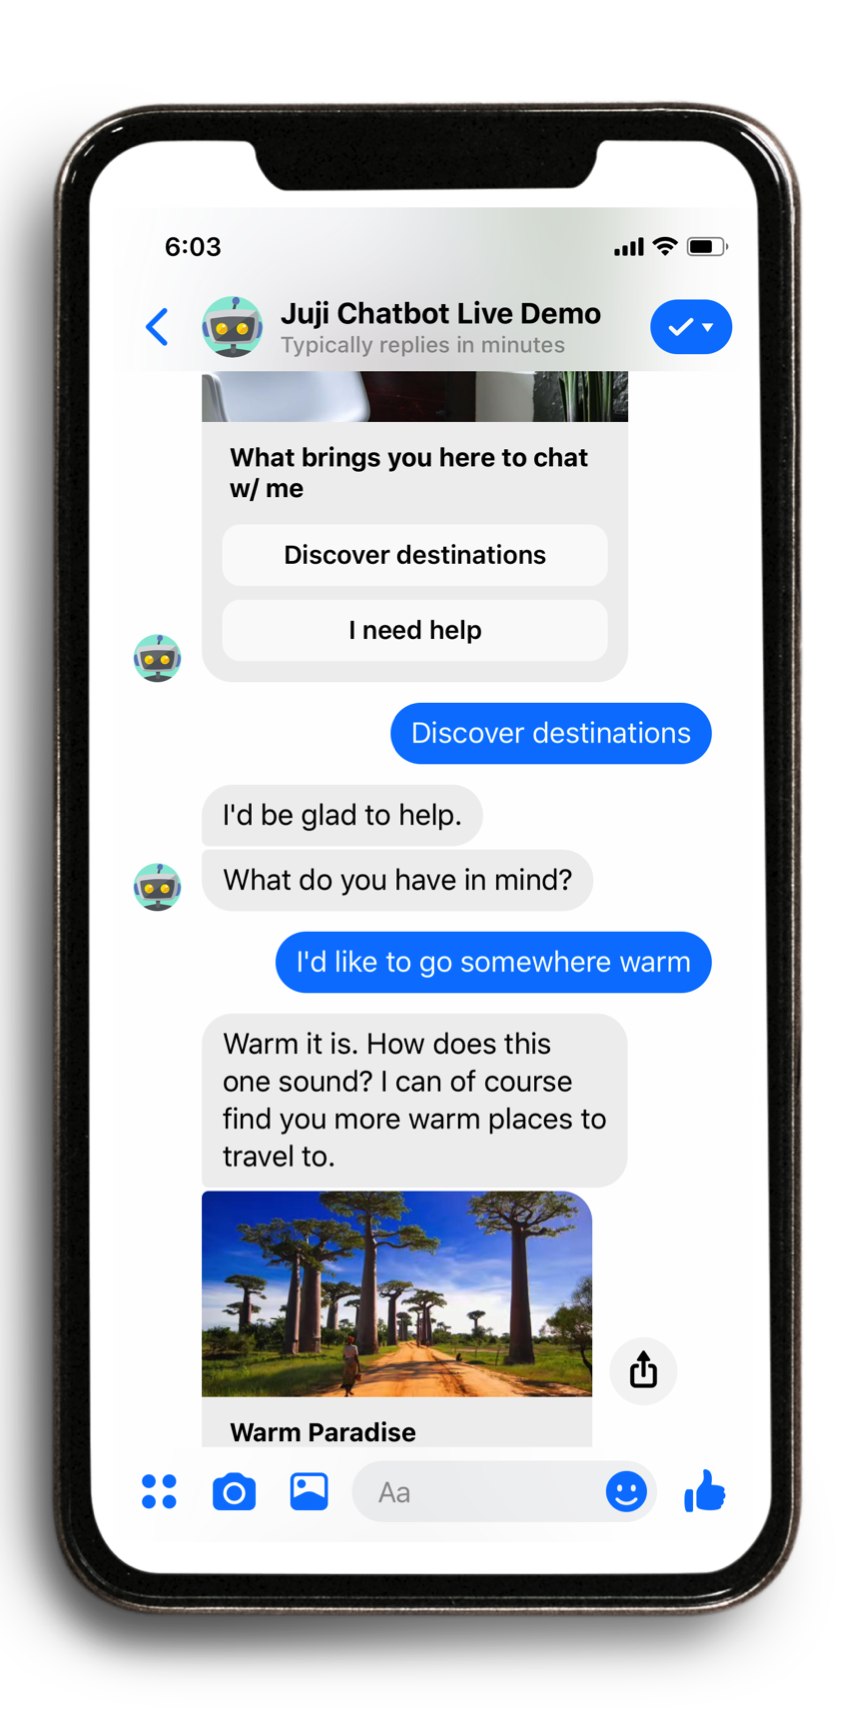 6:03
Juji Chatbot Live Demo
Typically replies in minutes
What brings you here to chat
w/ me
Discover destinations
I need help
Discover destinations
I'd be glad to help.
What do you have in mind?
I'd like to go somewhere warm
Warm it is. How does this
one sound? I can of course
find you more warm places to
travel to.
Warm Paradise
Aa